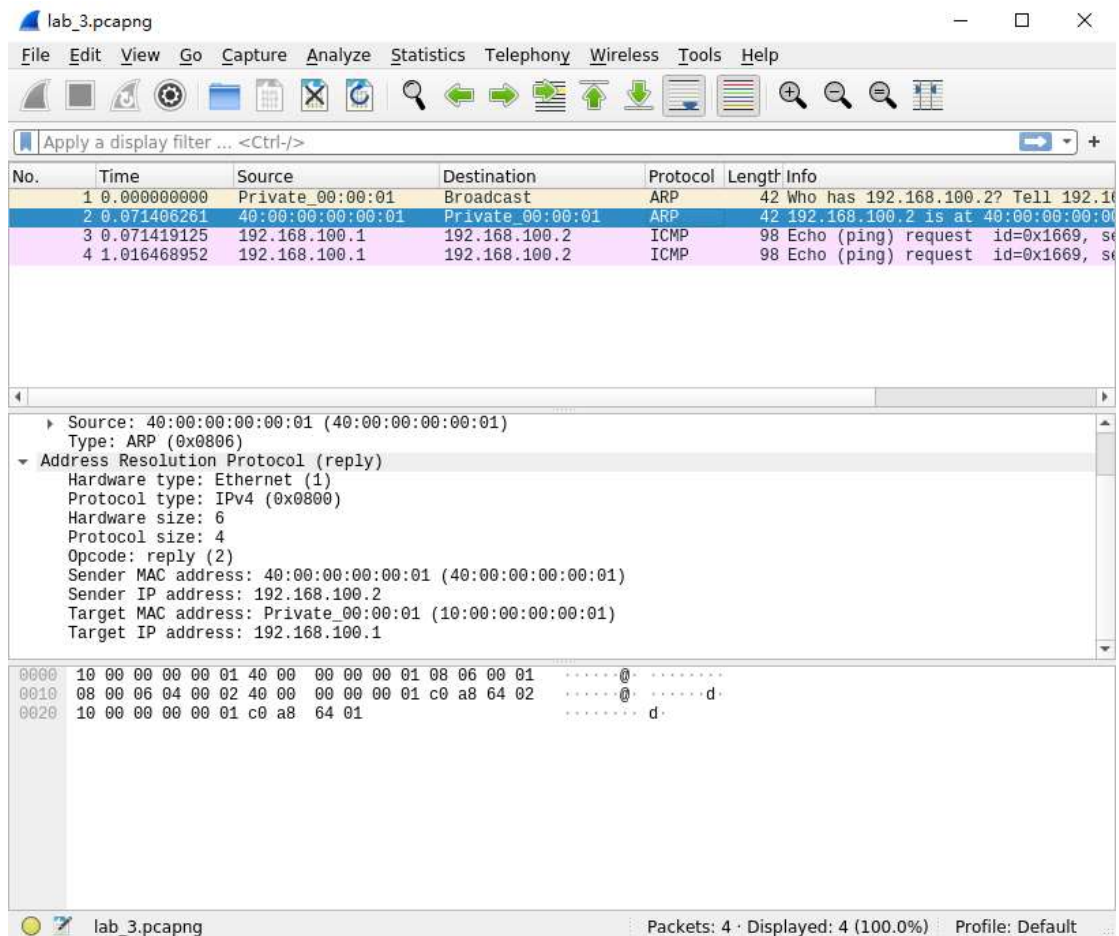 lab_3.pcapng
File Edit View Go Capture Analyze Statistics Telephony Wireless Tools Help
Apply a display filter ... <Ctrl-/>
No. Time Source Destination Protocol Length Info
1 0.000000000 Private_00:00:01 Broadcast ARP 42 Who has 192.168.100.2? Tell 192.16
2 0.071406261 40:00:00:00:00:01 Private_00:00:01 ARP 42 192.168.100.2 is at 40:00:00:00:00
3 0.071419125 192.168.100.1 192.168.100.2 ICMP 98 Echo (ping) request id=0x1669, se
4 1.016468952 192.168.100.1 192.168.100.2 ICMP 98 Echo (ping) request id=0x1669, se
Source: 40:00:00:00:00:01 (40:00:00:00:00:01)
Type: ARP (0x0806)
Address Resolution Protocol (reply)
Hardware type: Ethernet (1)
Protocol type: IPv4 (0x0800)
Hardware size: 6
Protocol size: 4
Opcode: reply (2)
Sender MAC address: 40:00:00:00:00:01 (40:00:00:00:00:01)
Sender IP address: 192.168.100.2
Target MAC address: Private_00:00:01 (10:00:00:00:00:01)
Target IP address: 192.168.100.1
0000 10 00 00 00 00 01 40 00 00 00 00 01 08 06 00 01 ······@· ········
0010 08 00 06 04 00 02 40 00 00 00 00 01 c0 a8 64 02 ······@· ······d·
0020 10 00 00 00 00 01 c0 a8 64 01 ········ d·
lab_3.pcapng Packets: 4 · Displayed: 4 (100.0%) Profile: Default